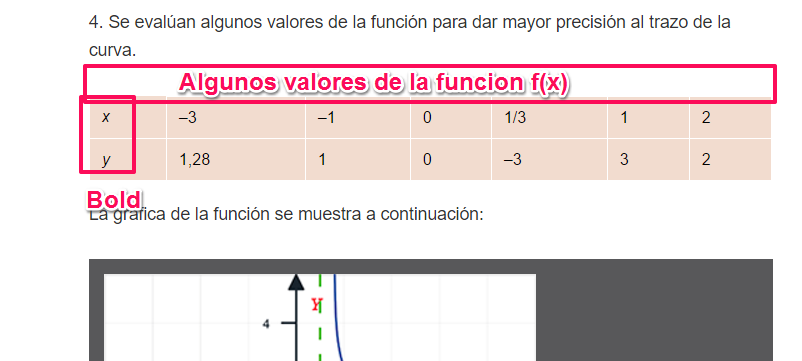 4. Se evalúan algunos valores de la función para dar mayor precisión al trazo de la
curva.
Algunos valores de la funcion f(x)
x –3 –1 0 1/3 1 2
y 1,28 1 0 –3 3 2
Bold
La gráfica de la función se muestra a continuación:
Y
4